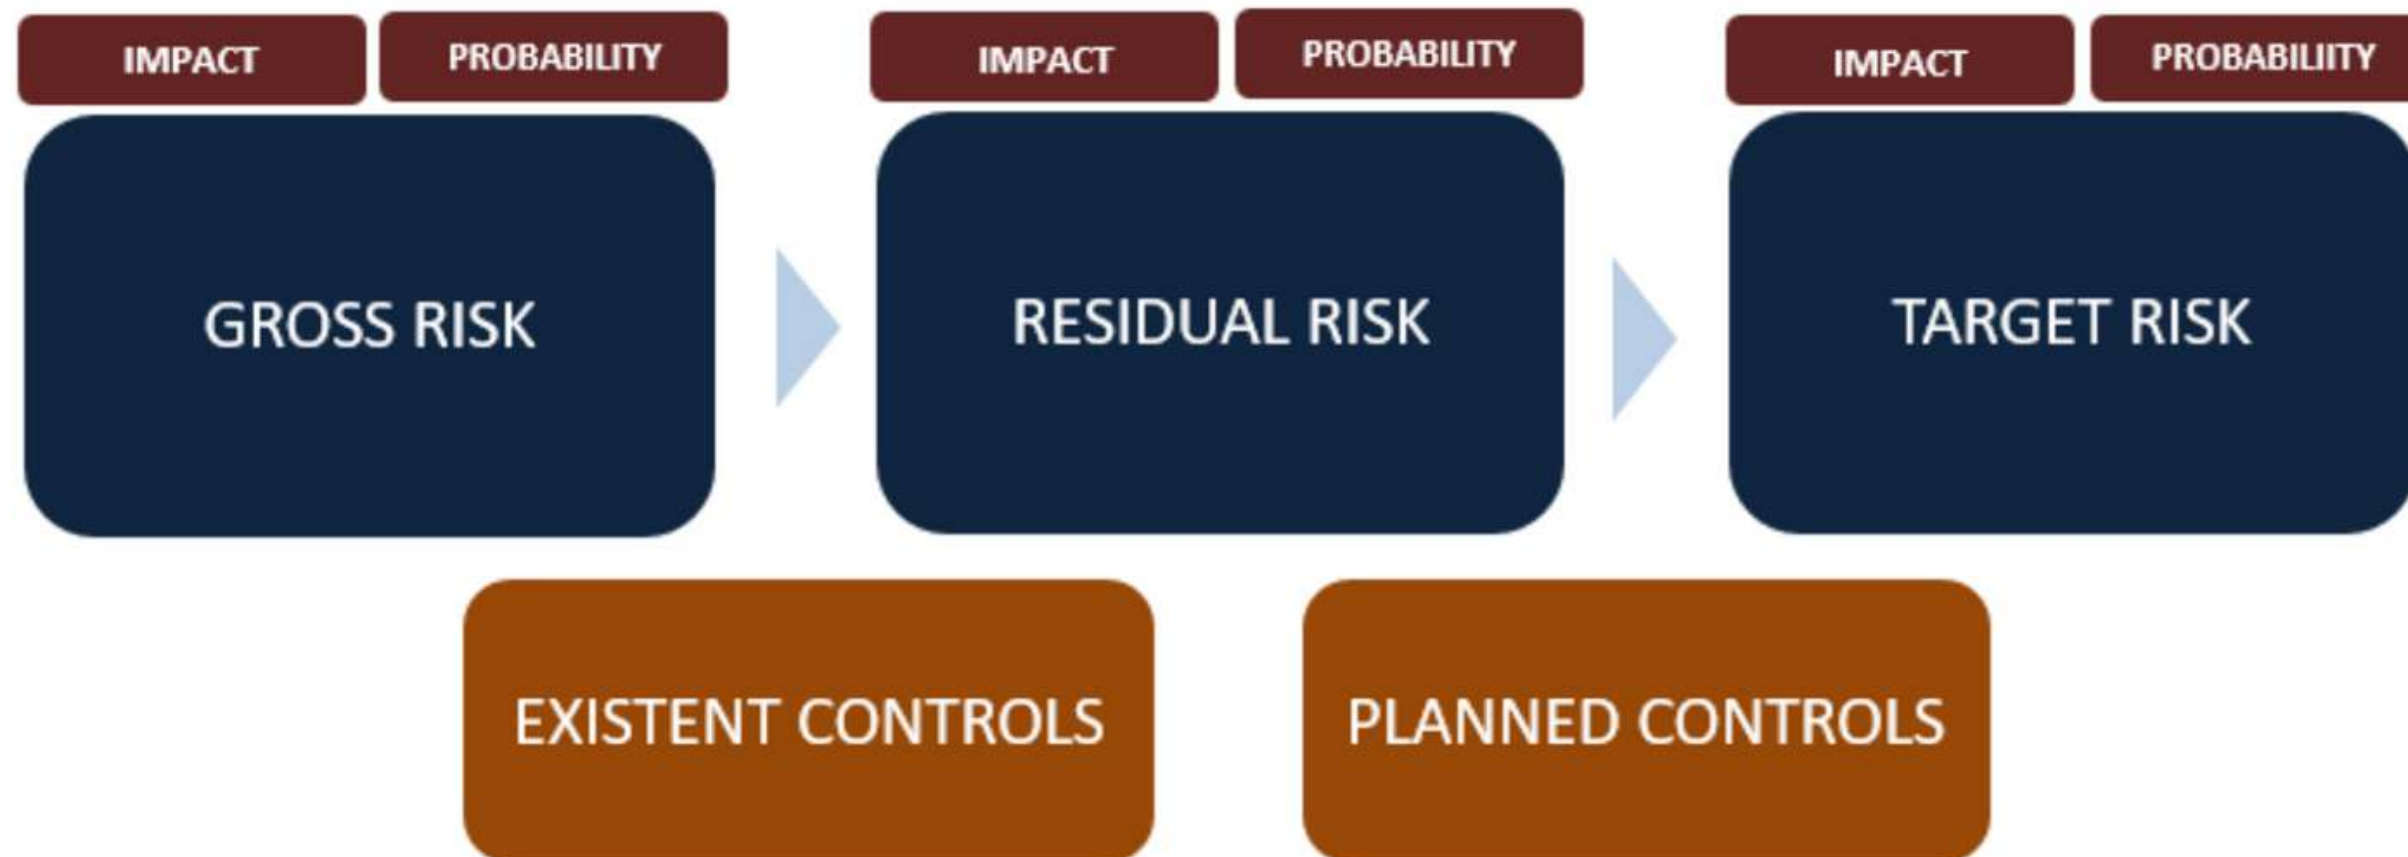 IMPACT PROBABILITY IMPACT PROBABILITY IMPACT PROBABILIITY
GROSS RISK RESIDUAL RISK TARGET RISK
EXISTENT CONTROLS PLANNED CONTROLS